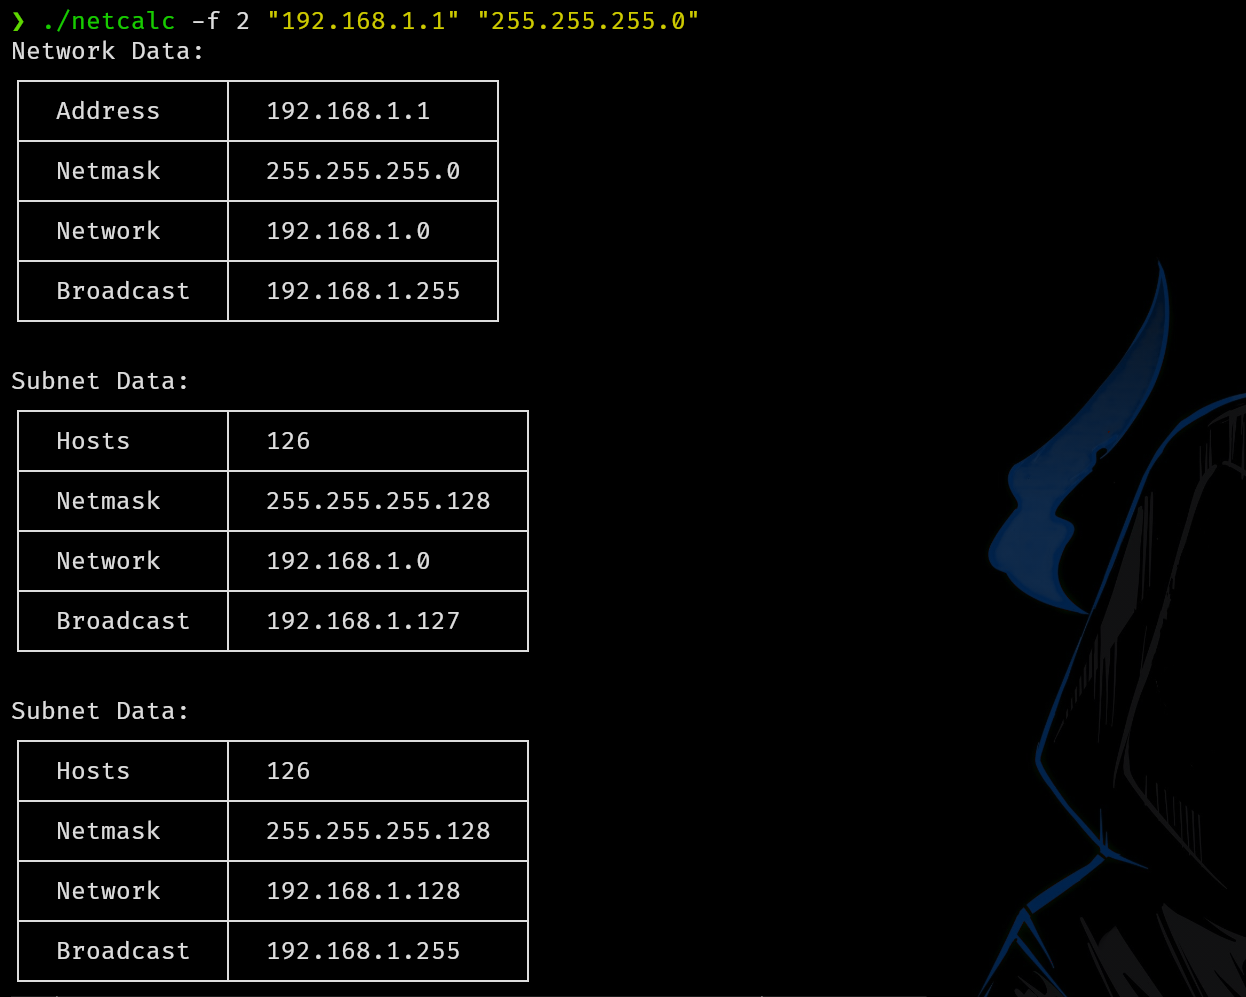 ❯ ./netcalc -f 2 "192.168.1.1" "255.255.255.0"
Network Data:
Address 192.168.1.1
Netmask 255.255.255.0
Network 192.168.1.0
Broadcast 192.168.1.255
Subnet Data:
Hosts 126
Netmask 255.255.255.128
Network 192.168.1.0
Broadcast 192.168.1.127
Subnet Data:
Hosts 126
Netmask 255.255.255.128
Network 192.168.1.128
Broadcast 192.168.1.255